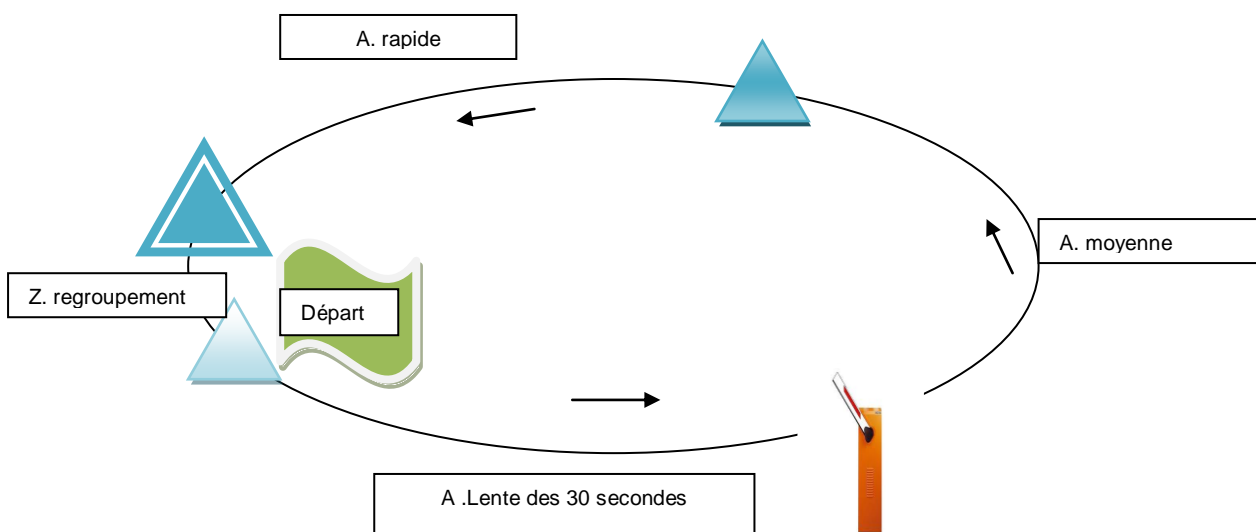 A. rapide
A. moyenne
Z. regroupement
Départ
A .Lente des 30 secondes